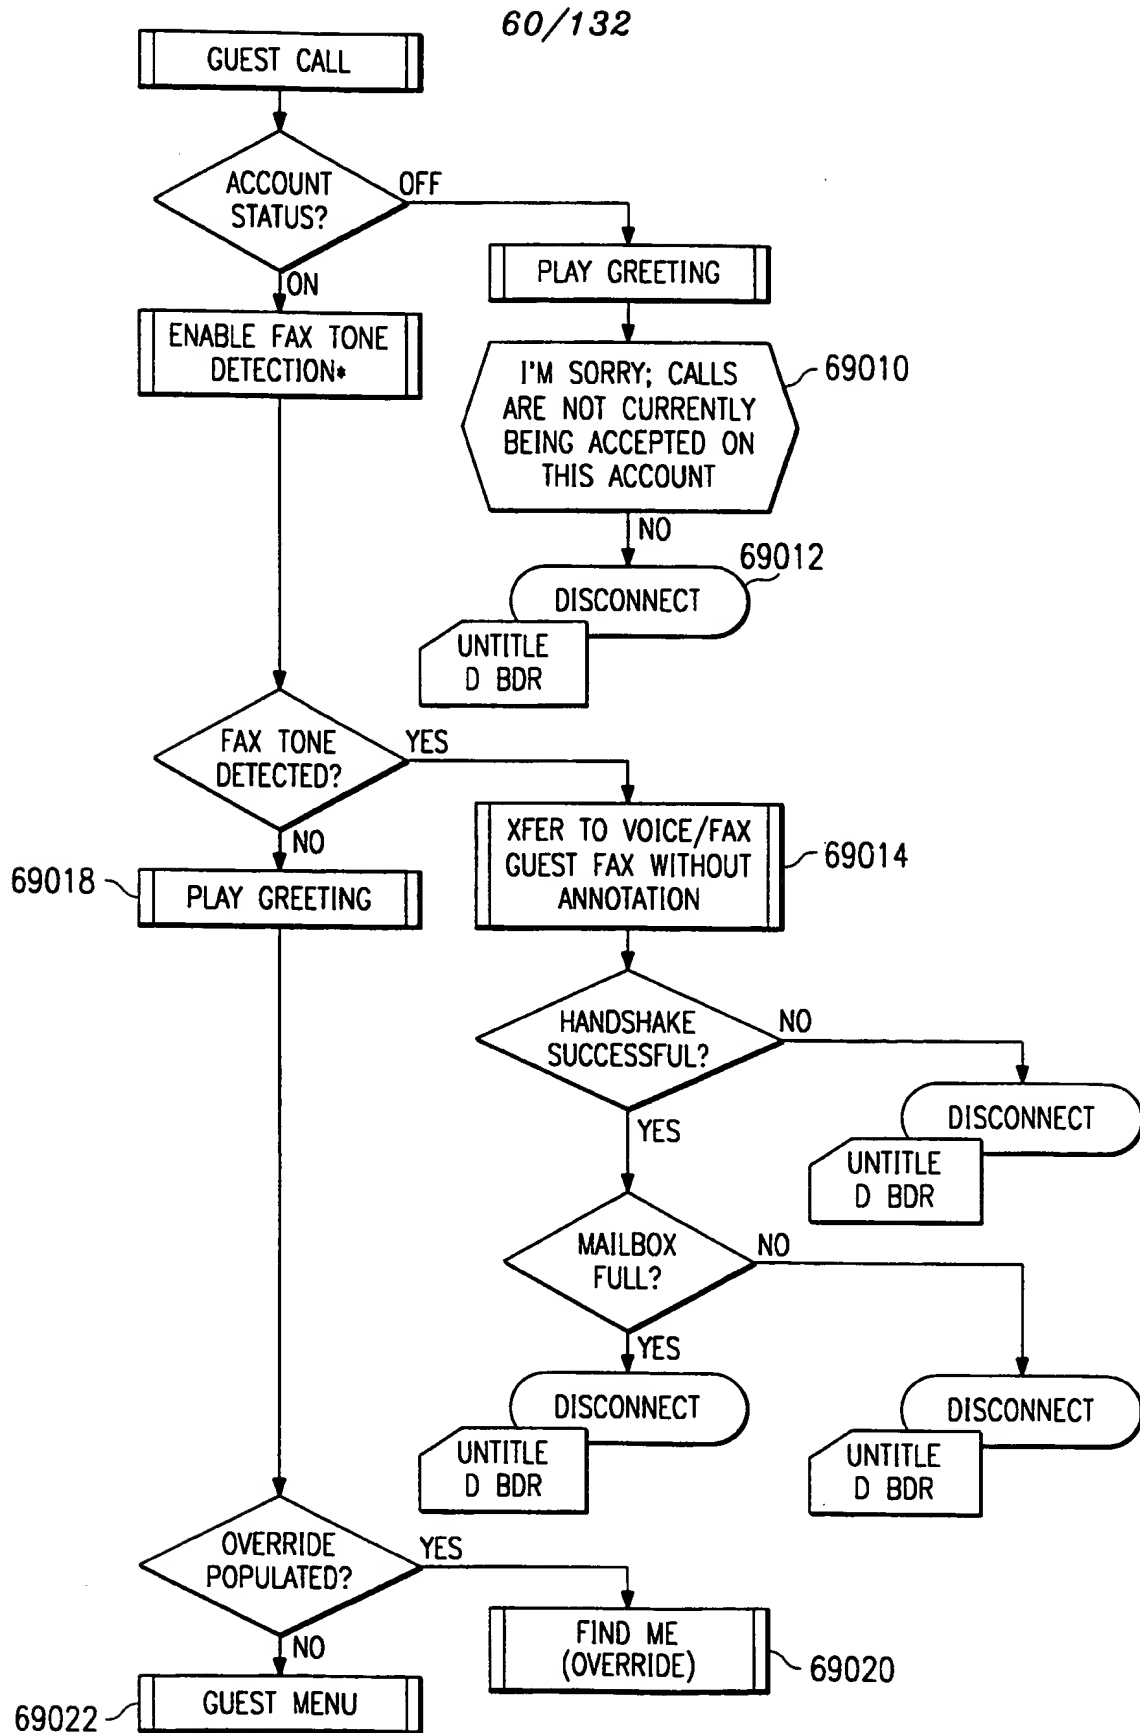 60/132
GUEST CALL
ACCOUNT
STATUS?
OFF
ON
PLAY GREETING
ENABLE FAX TONE
DETECTION*
I'M SORY; CALLS
ARE NOT CURRENTLY
BEING ACCEPTED ON
THIS ACCOUNT
69010
NO
69012
DISCONNECT
UNTITLE
D BDR
FAX TONE
DETECTED?
YES
NO
XFER TO VOICE/FAX
GUEST FAX WITHOUT
ANNOTATION
69014
69018
PLAY GREETING
HANDSHAKE
SUCCESSFUL?
NO
YES
DISCONNECT
UNTITLE
D BDR
MAILBOX
FULL?
NO
YES
DISCONNECT
UNTITLE
D BDR
DISCONNECT
UNTITLE
D BDR
OVERRIDE
POPULATED?
YES
NO
FIND ME
(OVERRIDE)
69020
69022
GUEST MENU